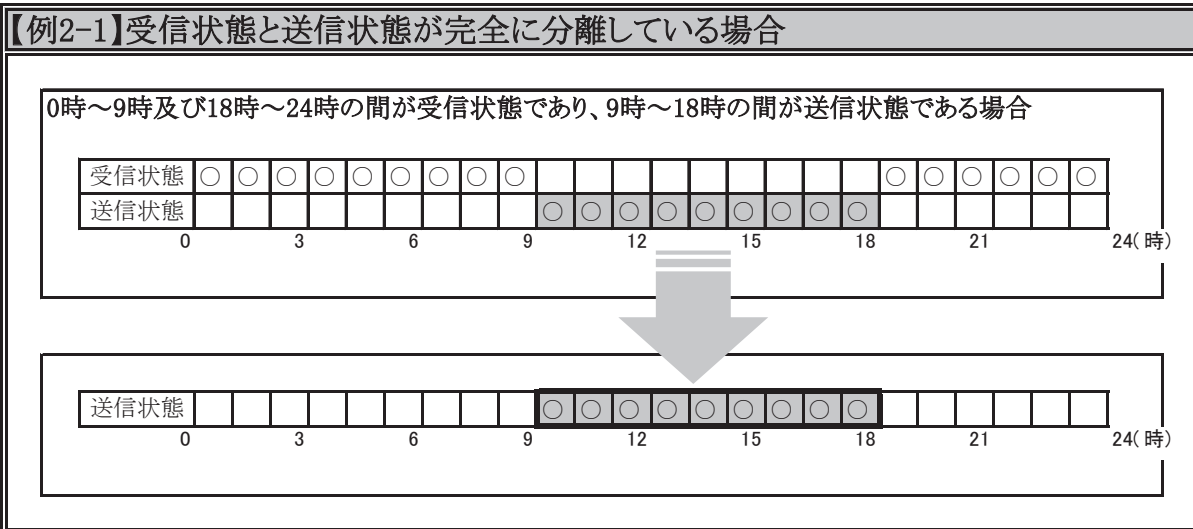 【例2-1】受信状態と送信状態が完全に分離している場合
0時～9時及び18時～24時の間が受信状態であり、9時～18時の間が送信状態である場合
受信状態 ○ ○ ○ ○ ○ ○ ○ ○ ○ ○ ○ ○ ○ ○ ○
送信状態 ○ ○ ○ ○ ○ ○ ○ ○ ○
0 3 6 9 12 15 18 21 24(時)
送信状態 ○ ○ ○ ○ ○ ○ ○ ○ ○
0 3 6 9 12 15 18 21 24(時)